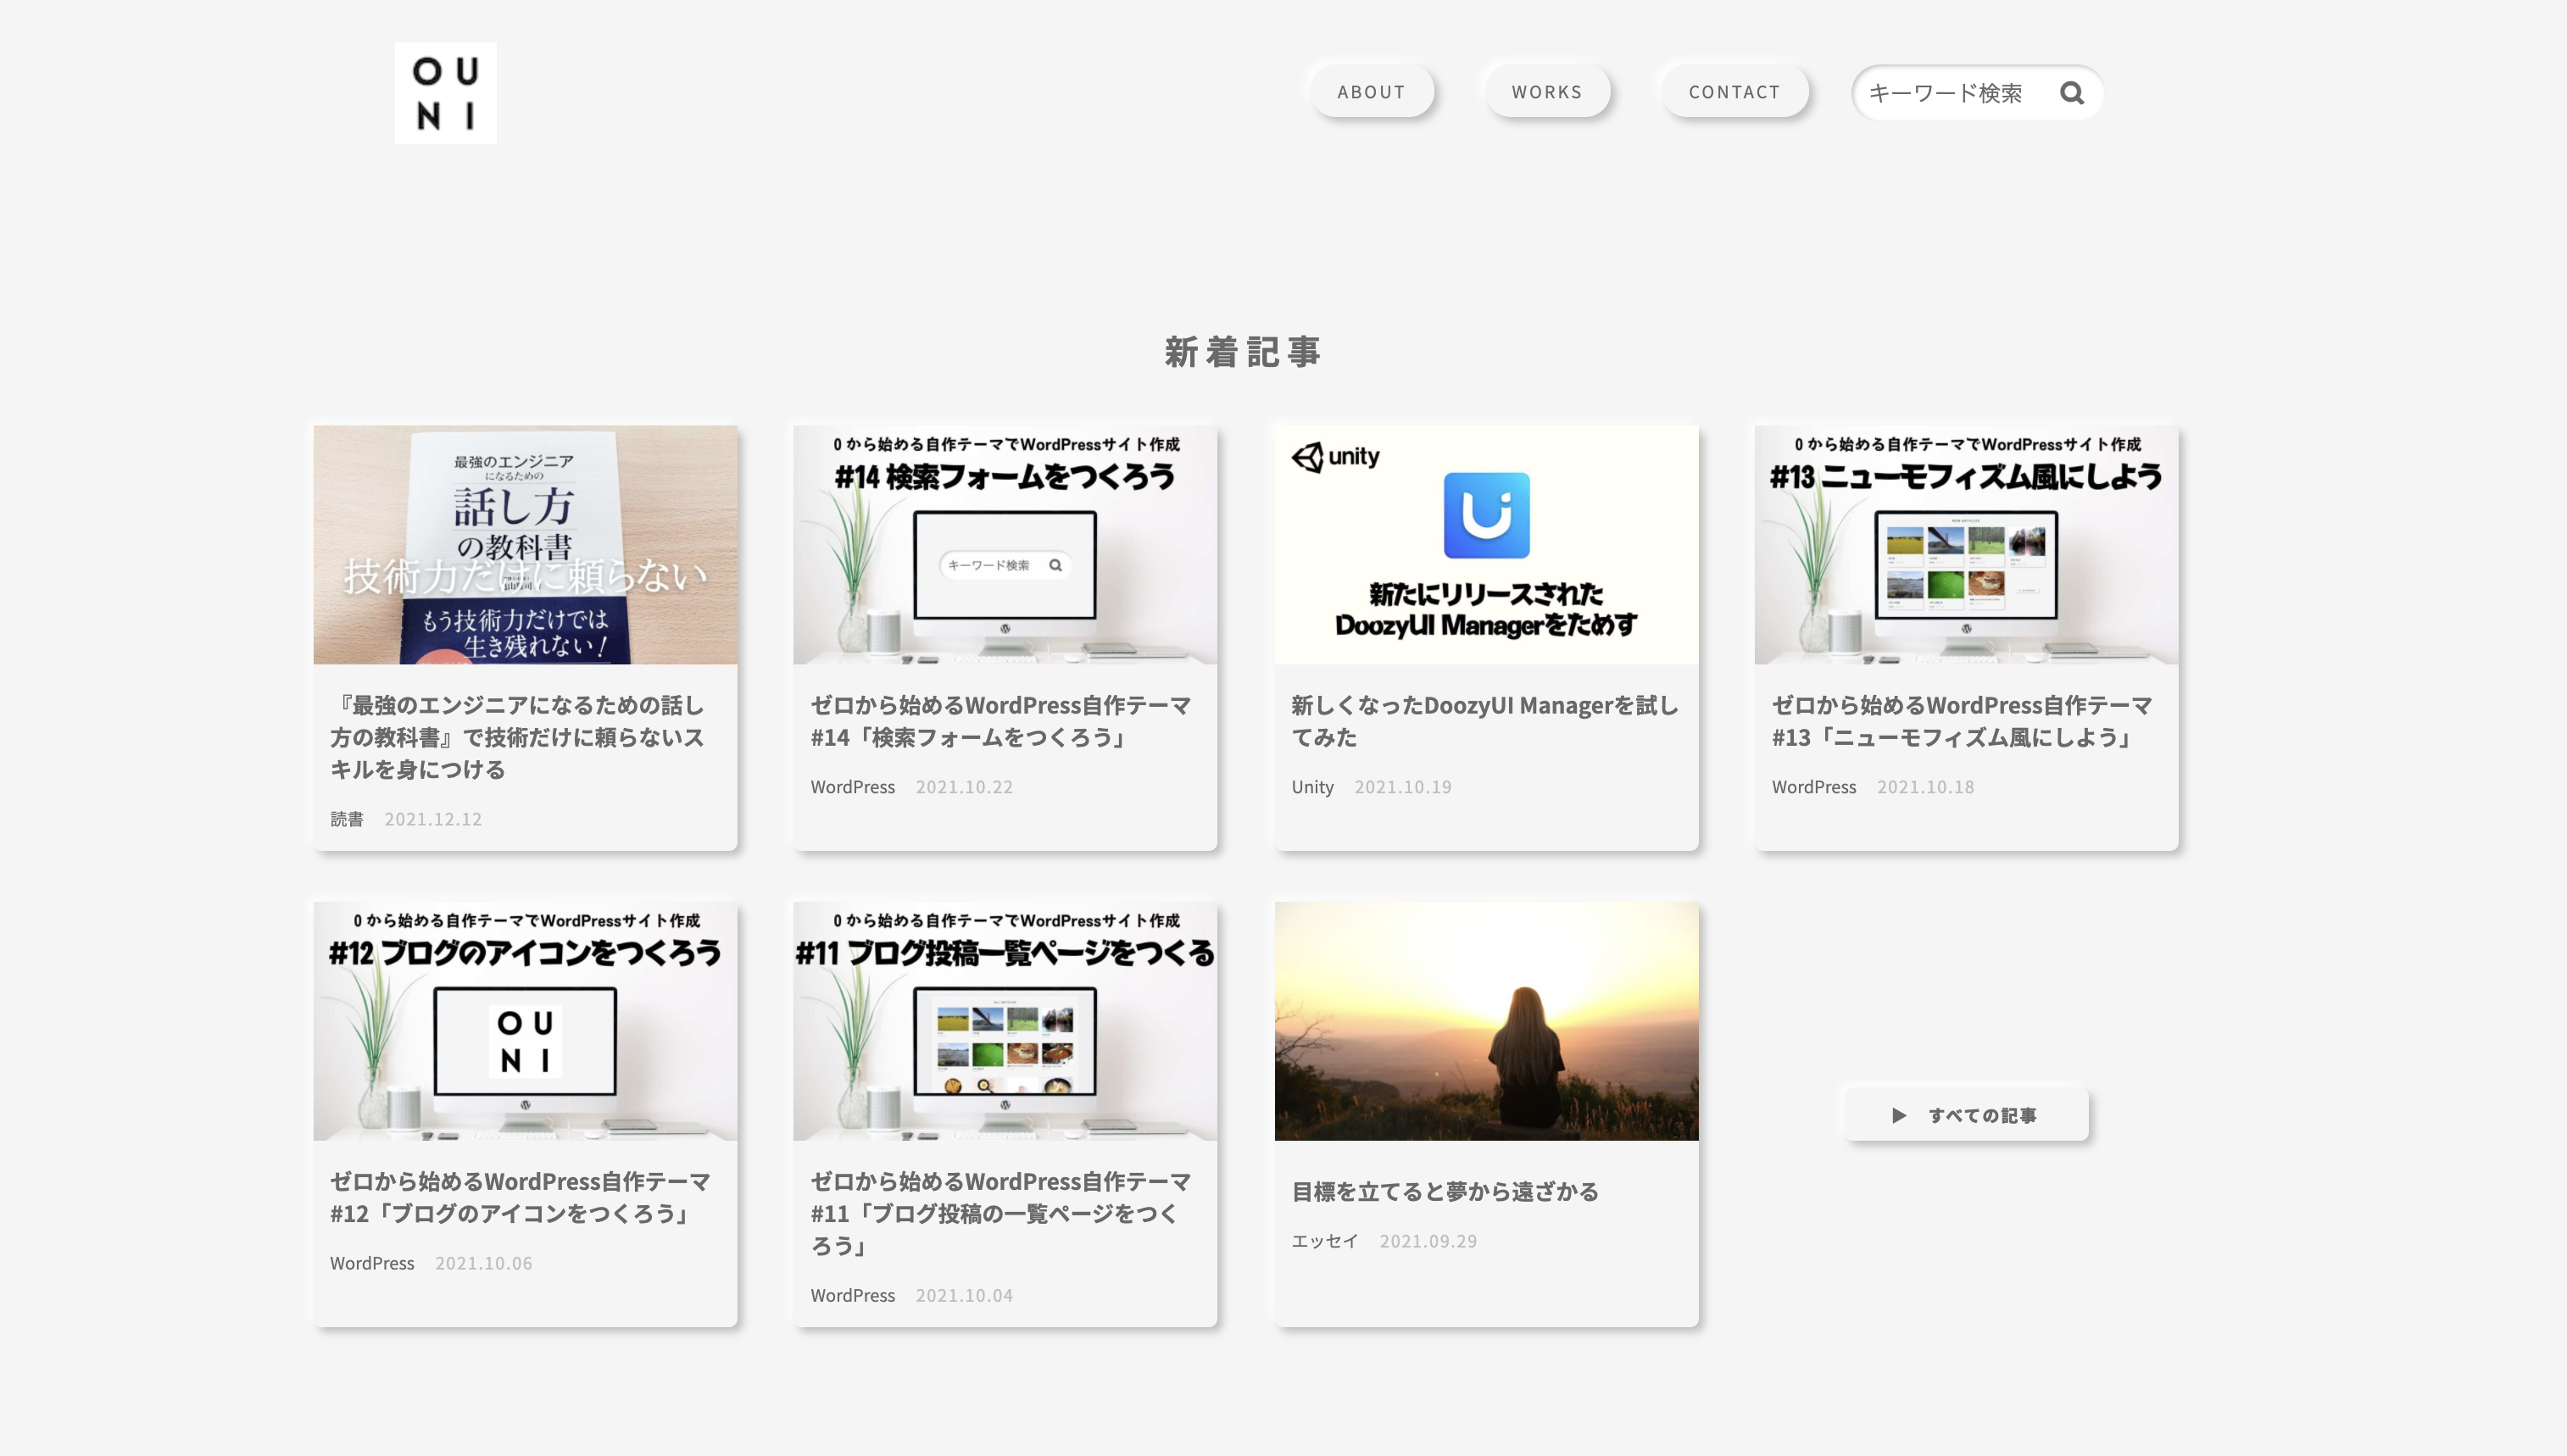 O U
N I
ABOUT
WORKS
CONTACT
キーワード検索
新着記事
最強のエンジニア
になるための
話し方
の教科書
技術力だけに頼らない
もう技術力だけでは
生き残れない!
『最強のエンジニアになるための話し
方の教科書』で技術だけに頼らないス
キルを身につける
読書 2021.12.12
0から始める自作テーマでWordPressサイト作成
#14 検索フォームをつくろう
キーワード検索
ゼロから始めるWordPress自作テーマ
#14「検索フォームをつくろう」
WordPress 2021.10.22
unity
新たにリリースされた
DoozyUI Managerをためす
新しくなったDoozyUI Managerを試し
てみた
Unity 2021.10.19
0から始める自作テーマでWordPressサイト作成
#13 ニューモフィズム風にしよう
ゼロから始めるWordPress自作テーマ
#13「ニューモフィズム風にしよう」
WordPress 2021.10.18
0から始める自作テーマでWordPressサイト作成
#12 ブログのアイコンをつくろう
O U
N I
ゼロから始めるWordPress自作テーマ
#12「ブログのアイコンをつくろう」
WordPress 2021.10.06
0から始める自作テーマでWordPressサイト作成
#11 ブログ投稿一覧ページをつくる
ゼロから始めるWordPress自作テーマ
#11「ブログ投稿の一覧ページをつく
ろう」
WordPress 2021.10.04
目標を立てると夢から遠ざかる
エッセイ 2021.09.29
▶ すべての記事